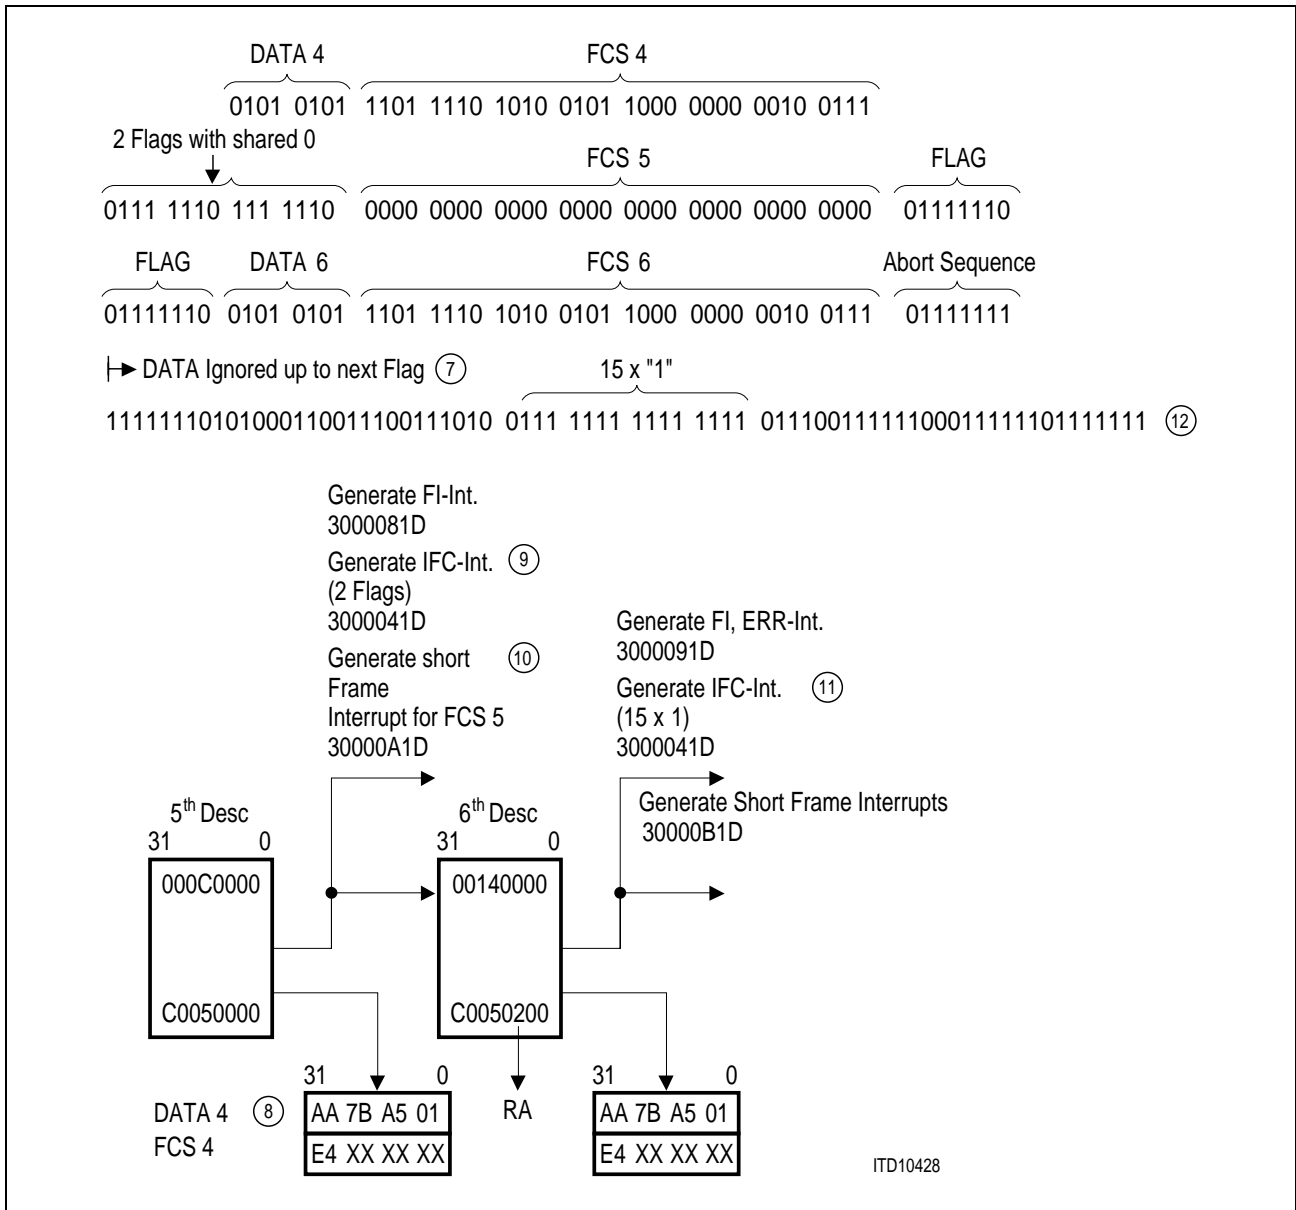 DATA 4 FCS 4
0101 0101 1101 1110 1010 0101 1000 0000 0010 0111
2 Flags with shared 0
FCS 5 FLAG
0111 1110 111 1110 0000 0000 0000 0000 0000 0000 0000 0000 01111110
FLAG DATA 6 FCS 6 Abort Sequence
01111110 0101 0101 1101 1110 1010 0101 1000 0000 0010 0111 01111111
DATA Ignored up to next Flag 7 15 x "1"
1111111010100011001110011101 0 0111 1111 1111 1111 0111001111110001111101111111 12
Generate FI-Int.
3000081D
Generate IFC-Int. 9
(2 Flags)
3000041D
Generate short 10
Frame
Interrupt for FCS 5
30000A1D
Generate FI, ERR-Int.
3000091D
Generate IFC-Int. 11
(15 x 1)
3000041D
Generate Short Frame Interrupts
30000B1D
5th Desc
31 0
000C0000
C0050000
6th Desc
31 0
00140000
C0050200
DATA 4 8
FCS 4
31 0
AA 7B A5 01
E4 XX XX XX
RA
31 0
AA 7B A5 01
E4 XX XX XX
ITD10428